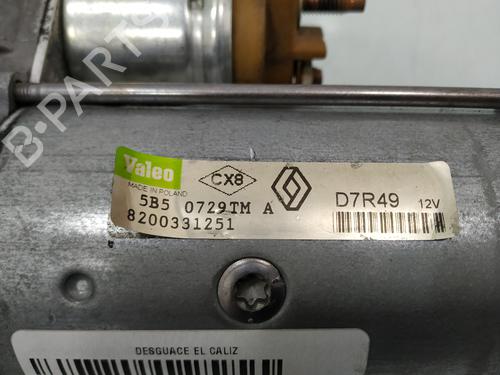 B-PARTS
Valeo
MADE IN POLAND
CX8
D7R49 12V
5B5 0729TM A
8200331251
DESGUACE EL CALIZ